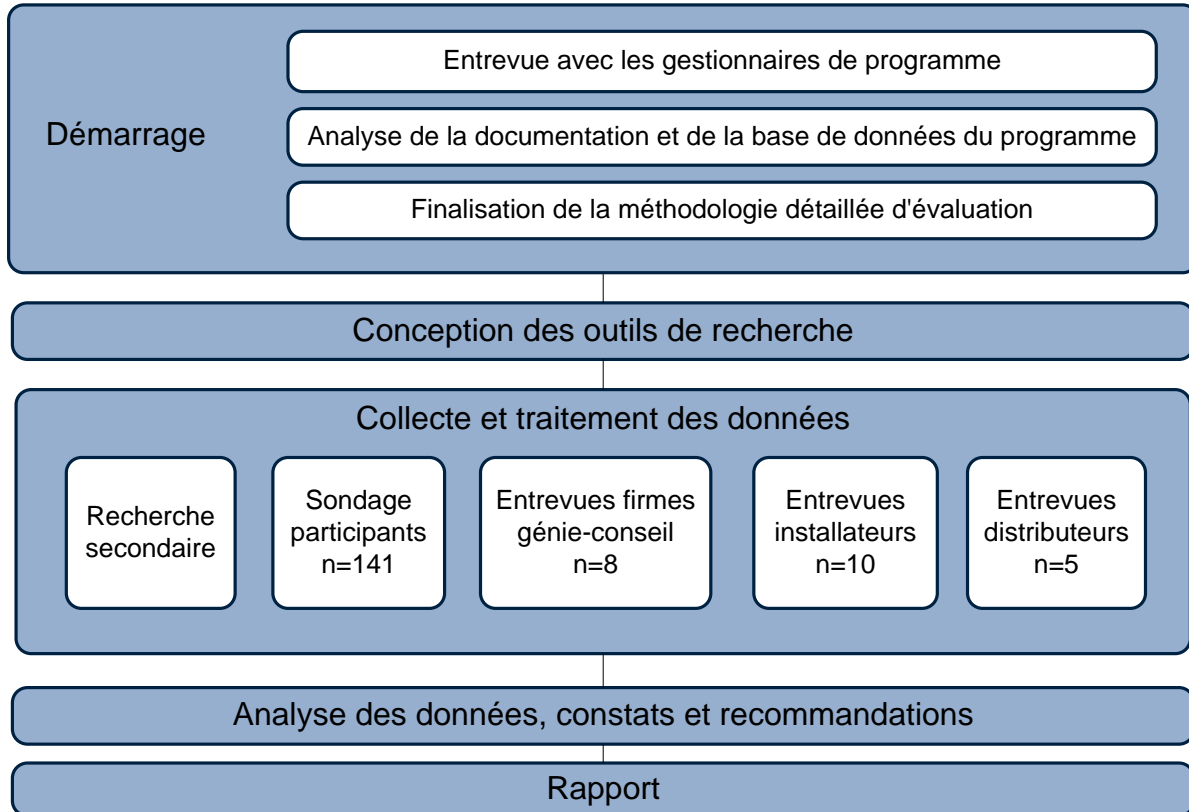 Démarrage
Entrevue avec les gestionnaires de programme
Analyse de la documentation et de la base de données du programme
Finalisation de la méthodologie détaillée d'évaluation
Conception des outils de recherche
Collecte et traitement des données
Recherche
secondaire
Sondage
participants
n=141
Entrevues firmes
génie-conseil
n=8
Entrevues
installateurs
n=10
Entrevues
distributeurs
n=5
Analyse des données, constats et recommandations
Rapport